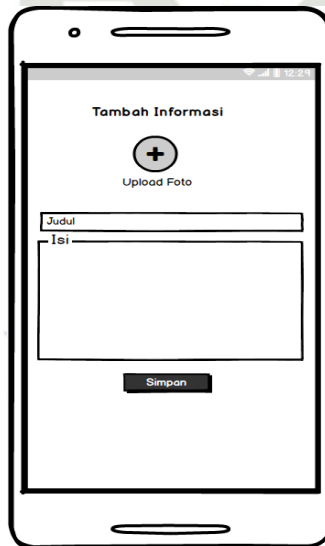 12:29
Tambah Informasi
Upload Foto
Judul
Isi
Simpan